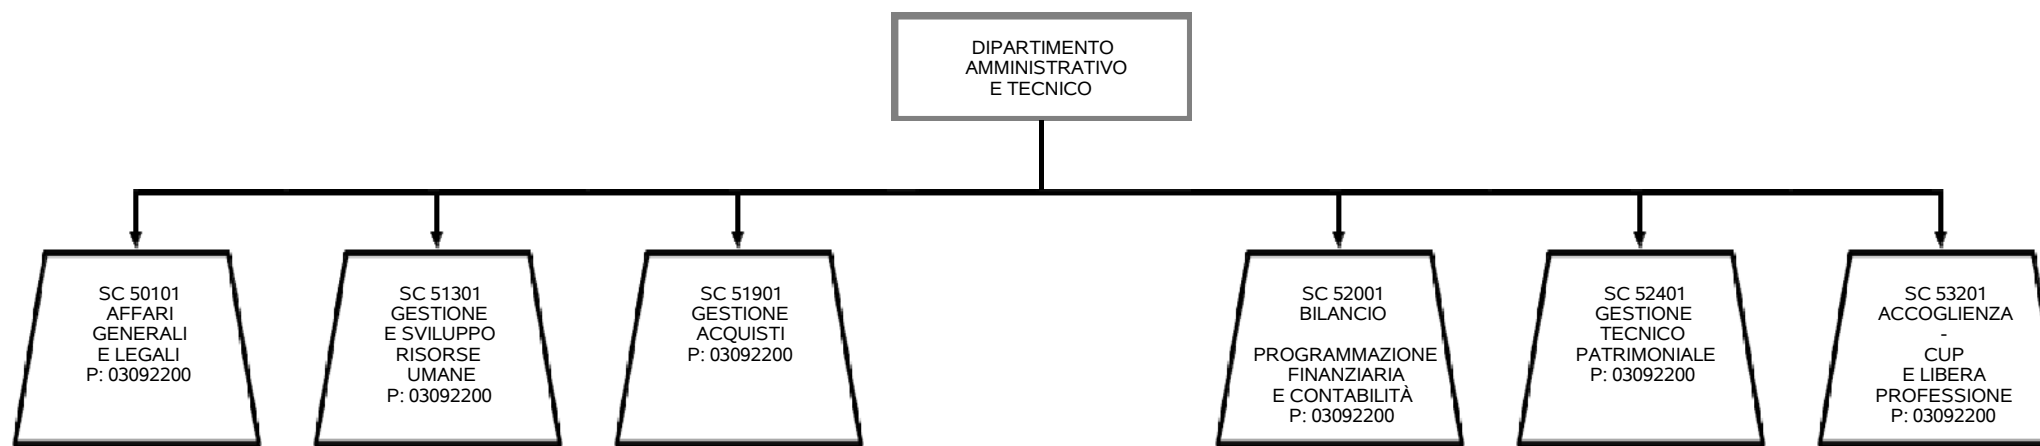 DIPARTIMENTO
AMMINISTRATIVO
E TECNICO
SC 50101
AFFARI
GENERALI
E LEGALI
P: 03092200
SC 51301
GESTIONE
E SVILUPPO
RISORSE
UMANE
P: 03092200
SC 51901
GESTIONE
ACQUISTI
P: 03092200
SC 52001
BILANCIO
PROGRAMMAZIONE
FINANZIARIA
E CONTABILITÀ
P: 03092200
SC 52401
GESTIONE
TECNICO
PATRIMONIALE
P: 03092200
SC 53201
ACCOGLIENZA
-
CUP
E LIBERA
PROFESSIONE
P: 03092200